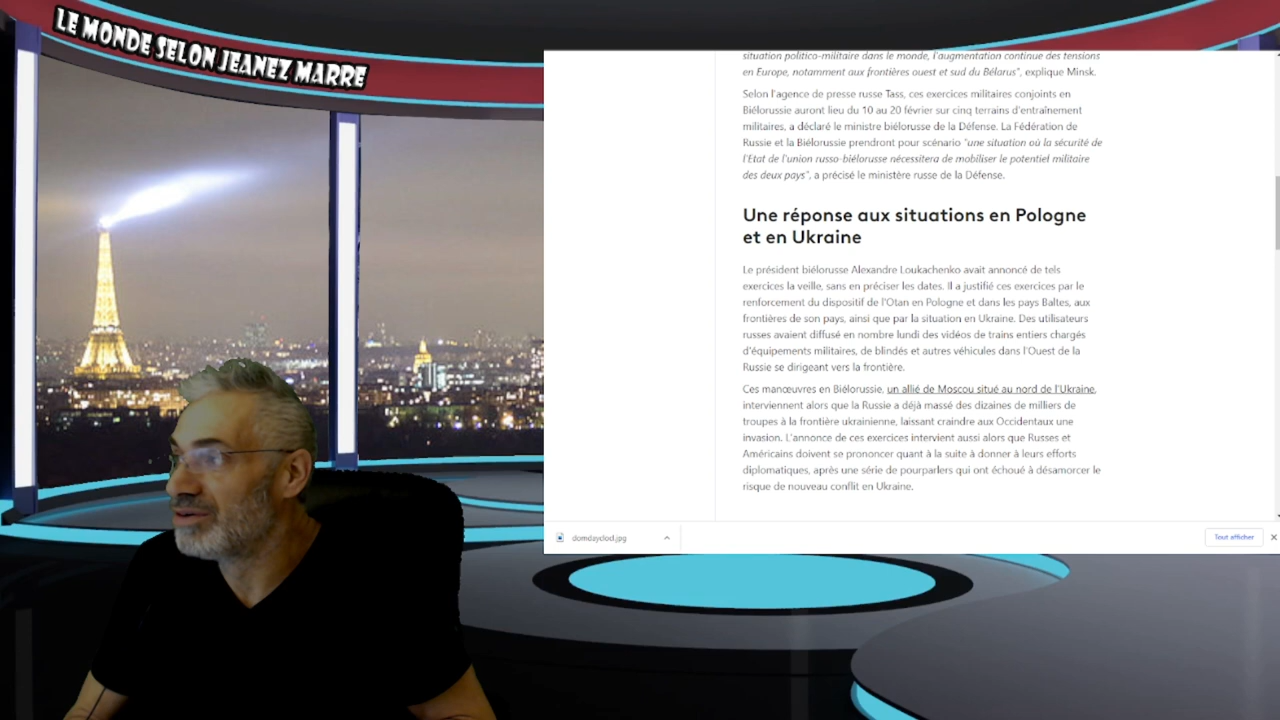 LE MONDE SELON JEANEZ MARRE
situation politico-militaire dans le monde, l'augmentation continue des tensions
en Europe, notamment aux frontières ouest et sud du Bélarus", explique Minsk.
Selon l'agence de presse russe Tass, ces exercices militaires conjoints en
Biélorussie auront lieu du 10 au 20 février sur cinq terrains d'entraînement
militaires, a déclaré le ministre biélorusse de la Défense. La Fédération de
Russie et la Biélorussie prendront pour scénario "une situation où la sécurité de
l'Etat de l'union russo-biélorusse nécessitera de mobiliser le potentiel militaire
des deux pays", a précisé le ministère russe de la Défense.
Une réponse aux situations en Pologne
et en Ukraine
Le président biélorusse Alexandre Loukachenko avait annoncé de tels
exercices la veille, sans en préciser les dates. Il a justifié ces exercices par le
renforcement du dispositif de l'Otan en Pologne et dans les pays Baltes, aux
frontières de son pays, ainsi que par la situation en Ukraine. Des utilisateurs
russes avaient diffusé en nombre lundi des vidéos de trains entiers chargés
d'équipements militaires, de blindés et autres véhicules dans l'Ouest de la
Russie se dirigeant vers la frontière.
Ces manœuvres en Biélorussie, un allié de Moscou situé au nord de l'Ukraine,
interviennent alors que la Russie a déjà massé des dizaines de milliers de
troupes à la frontière ukrainienne, laissant craindre aux Occidentaux une
invasion. L'annonce de ces exercices intervient aussi alors que Russes et
Américains doivent se prononcer quant à la suite à donner à leurs efforts
diplomatiques, après une série de pourparlers qui ont échoué à désamorcer le
risque de nouveau conflit en Ukraine.
domdayclod.jpg
Tout afficher